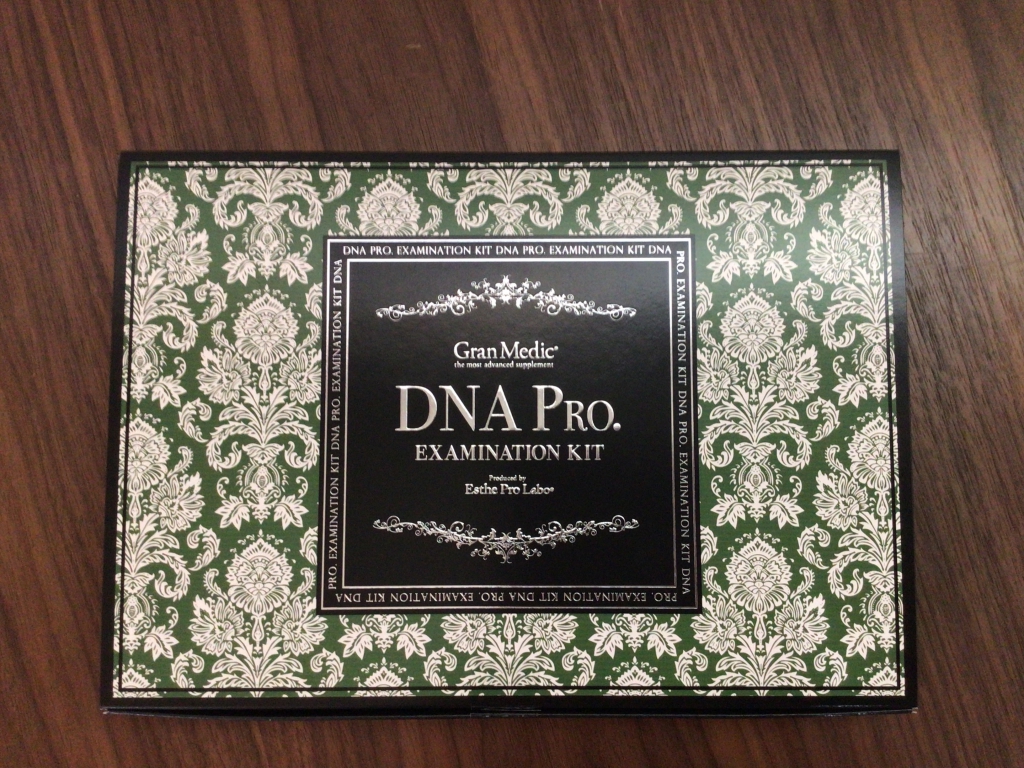 DNA PRO. EXAMINATION KIT DNA PRO. EXAMINATION KIT DNA
PRO. EXAMINATION KIT DNA PRO. EXAMINATION KIT DNA
PRO. EXAMINATION KIT DNA PRO. EXAMINATION KIT DNA
Gran Medic®
the most advanced supplement
DNA PRO.
EXAMINATION KIT
Produced by
Esthe Pro Labo®
PRO. EXAMINATION KIT DNA PRO. EXAMINATION KIT DNA